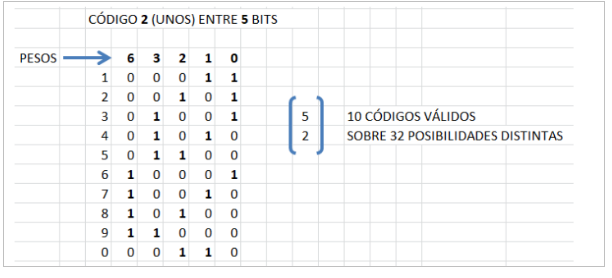 CÓDIGO 2 (UNOS) ENTRE 5 BITS
PESOS 6 3 2 1 0
1 0 0 0 1 1
2 0 0 1 0 1
3 0 1 0 0 1 5 10 CÓDIGOS VÁLIDOS
4 0 1 0 1 0 2 SOBRE 32 POSIBILIDADES DISTINTAS
5 0 1 1 0 0
6 1 0 0 0 1
7 1 0 0 1 0
8 1 0 1 0 0
9 1 1 0 0 0
0 0 0 1 1 0